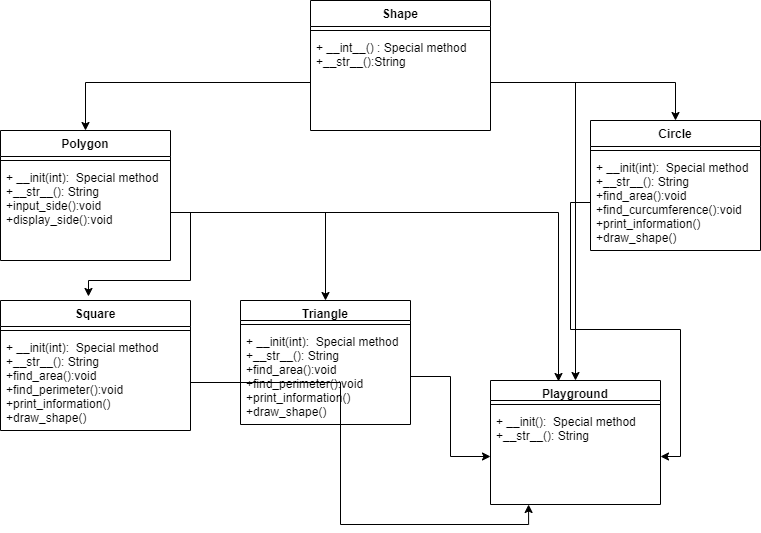 Shape
+ __int__() : Special method
+__str__():String
Polygon
+ __init(int):  Special method
+__str__(): String
+input_side():void
+display_side():void
Circle
+ __init(int):  Special method
+__str__(): String
+find_area():void
+find_curcumference():void
+print_information()
+draw_shape()
Square
+ __init(int):  Special method
+__str__(): String
+find_area():void
+find_perimeter():void
+print_information()
+draw_shape()
Triangle
+ __init(int):  Special method
+__str__(): String
+find_area():void
+find_perimeter():void
+print_information()
+draw_shape()
Playground
+ __init():  Special method
+__str__(): String